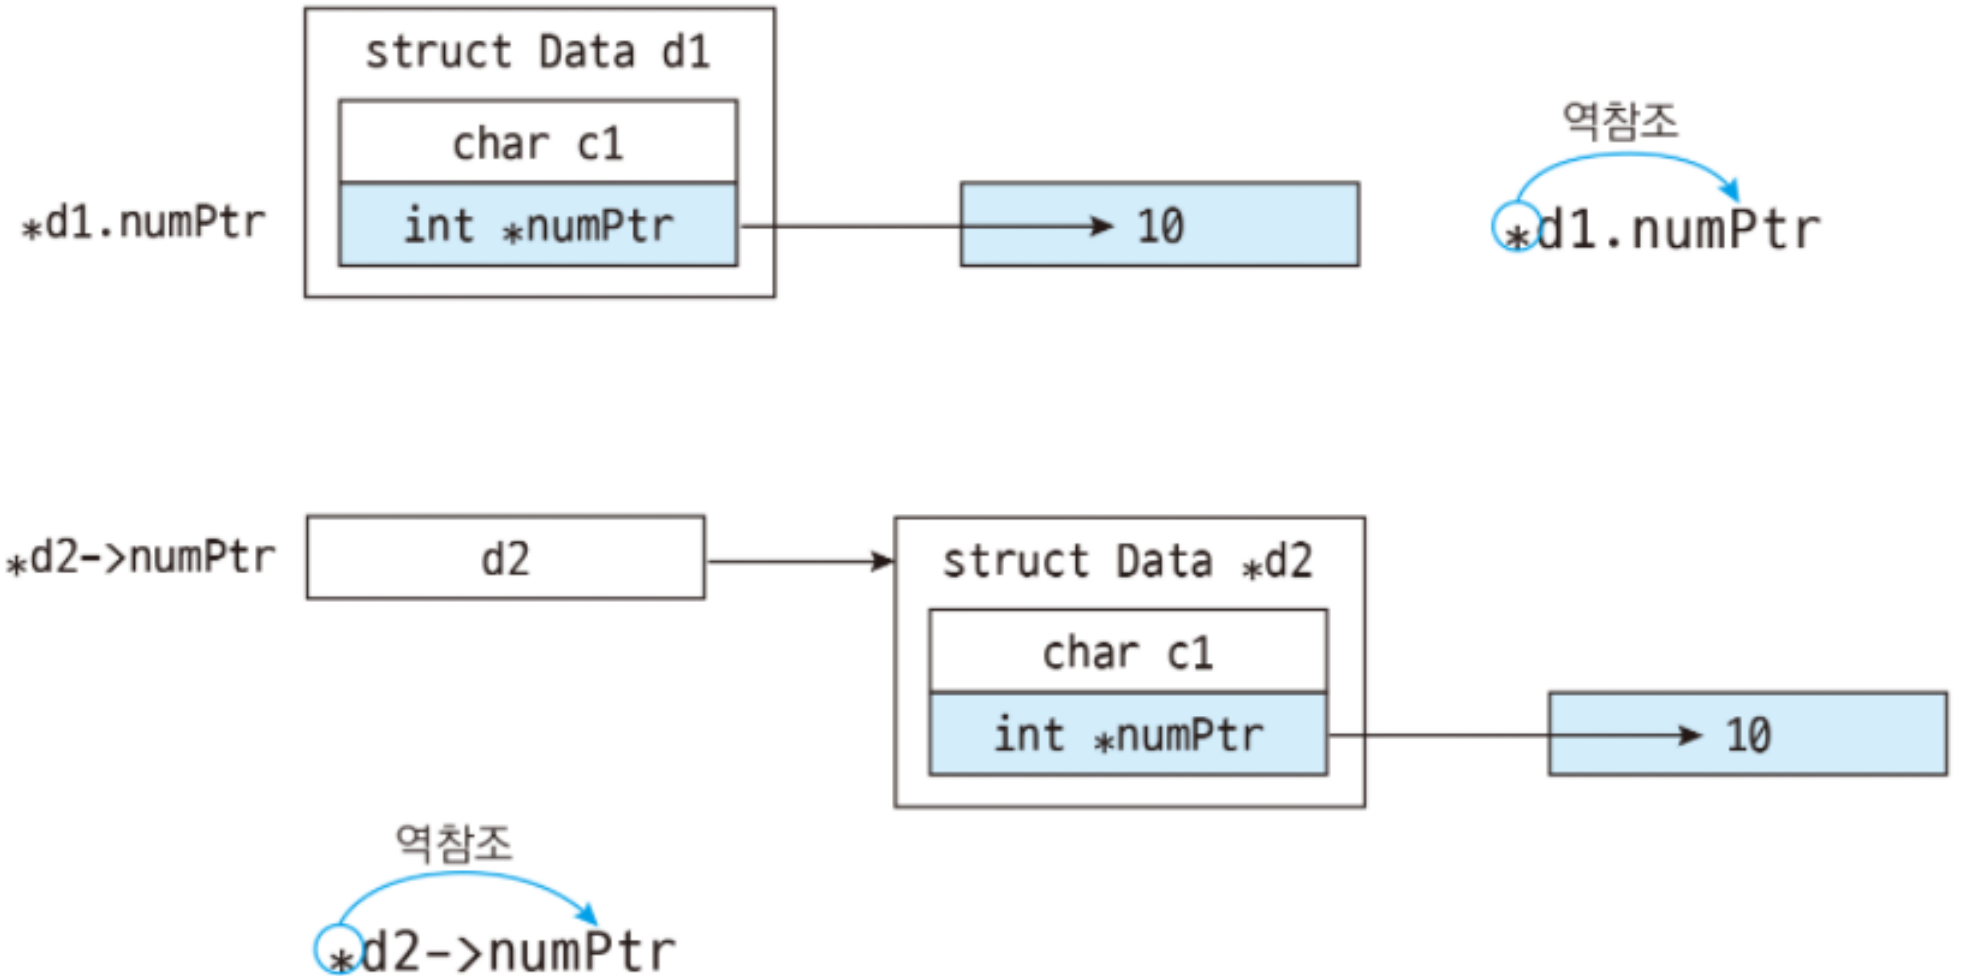 struct Data d1
char c1
*d1.numPtr
int *numPtr
10
역참조
*d1.numPtr
*d2->numPtr
d2
struct Data *d2
char c1
int *numPtr
10
역참조
*d2->numPtr